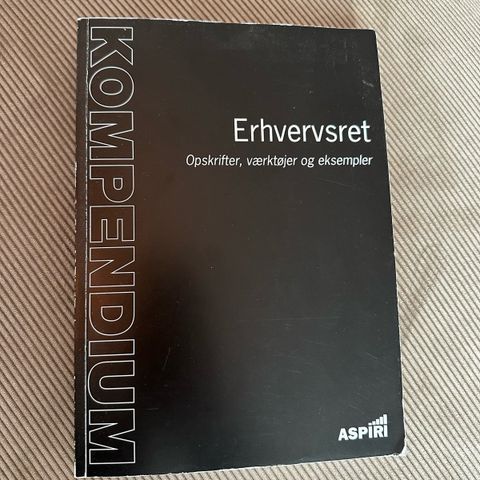 KOMPENDIUM
Erhvervsret
Opskrifter, værktøjer og eksempler
ASPIRI